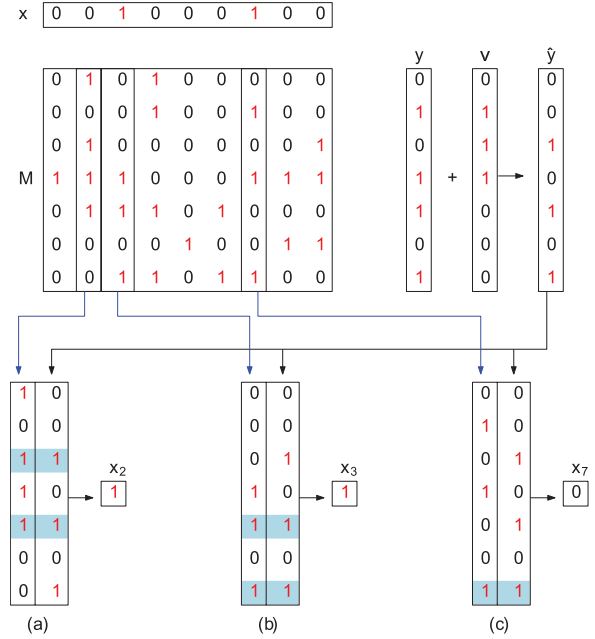 x 0 0 1 0 0 0 1 0 0
y v ŷ
0 1 0 1 0 0 0 0 0 0 0 0
0 0 0 1 0 0 1 0 0 1 1 0
0 1 0 0 0 0 0 0 1 0 1 1
M 1 1 1 0 0 0 1 1 1 1 + 1 0
0 1 1 1 0 1 0 0 0 1 0 1
0 0 0 0 1 0 0 1 1 0 0 0
0 0 1 1 0 1 1 0 0 1 0 1
1 0 0 0 0 0
0 0 0 0 1 0
1 1 0 1 0 1
x₂ x₃ x₇
1 0 1 1 0 1 1 0 0
1 1 1 1 0 1
0 0 0 0 0 0
0 1 1 1 1 1
(a) (b) (c)